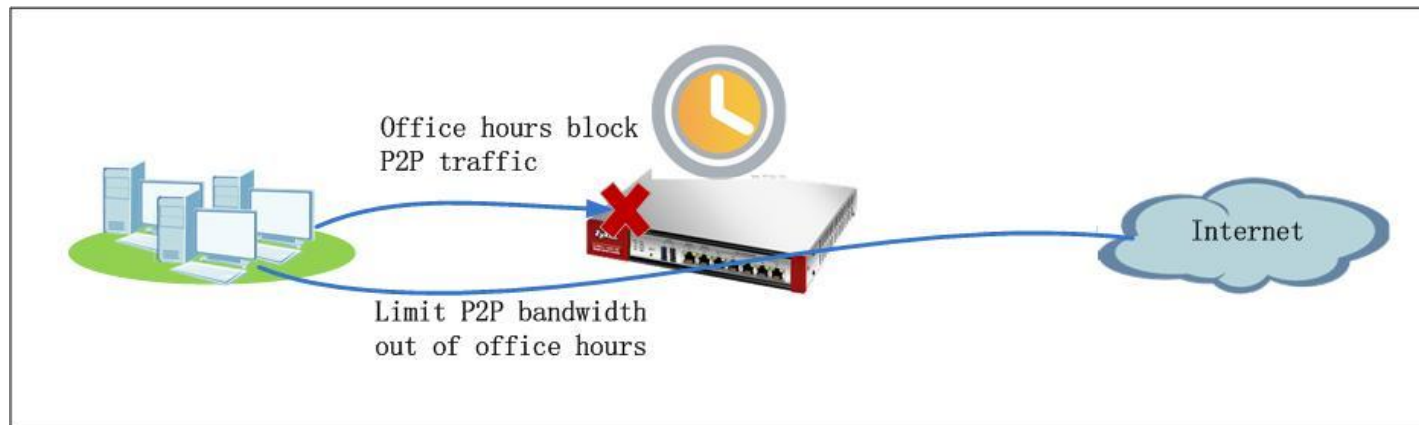 Office hours block
P2P traffic
Internet
Limit P2P bandwidth
out of office hours